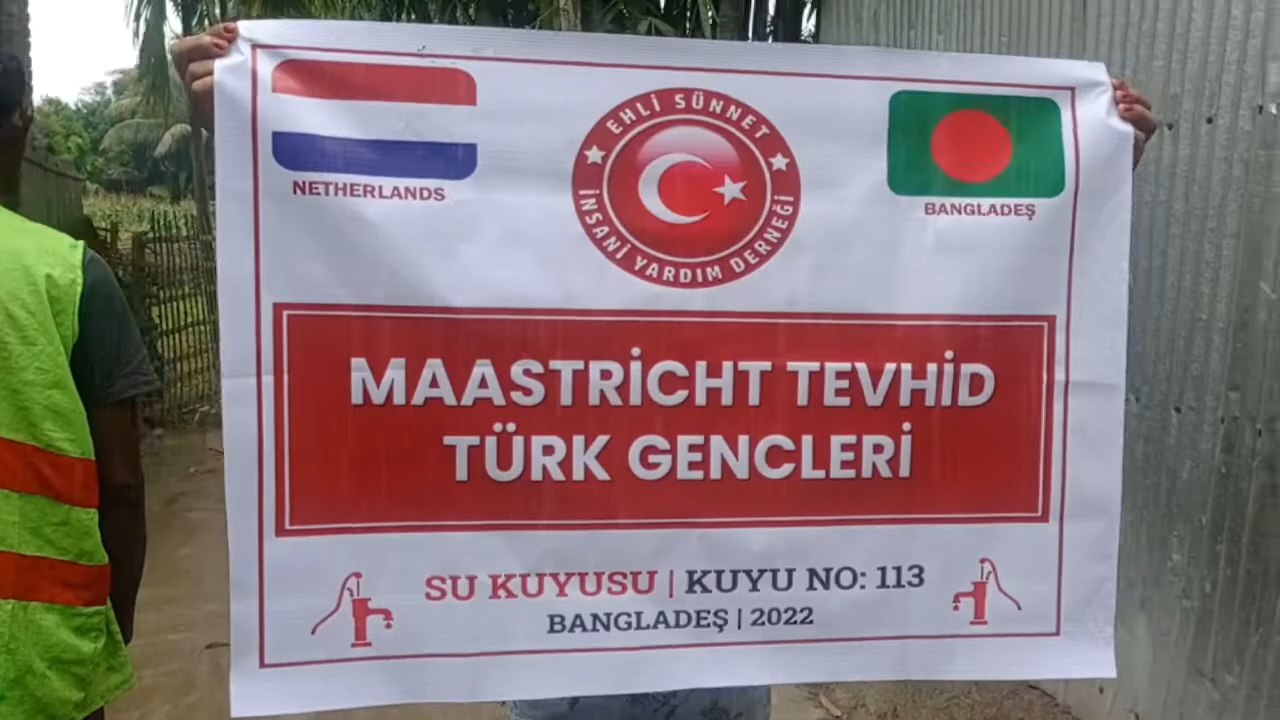 NETHERLANDS
EHLİ SÜNNET
İNSANİ YARDIM DERNEĞİ
BANGLADEŞ
MAASTRİCHT TEVHİD
TÜRK GENCLERİ
SU KUYUSU | KUYU NO: 113
BANGLADEŞ | 2022